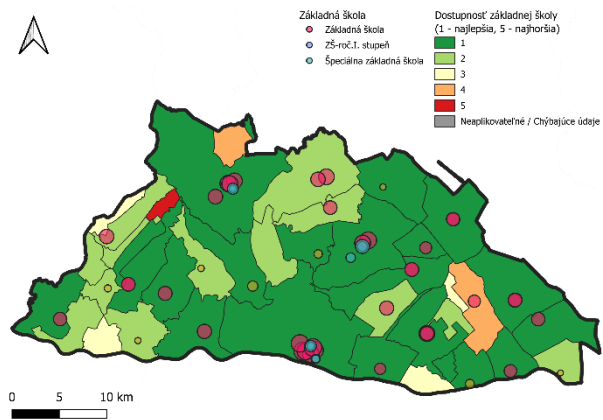 Základná škola
Základná škola
ZŠ-roč.I. stupeň
Špeciálna základná škola
Dostupnosť základnej školy
(1 - najlepšia, 5 - najhoršia)
1
2
3
4
5
Neaplikovateľné / Chýbajúce údaje
0 5 10 km